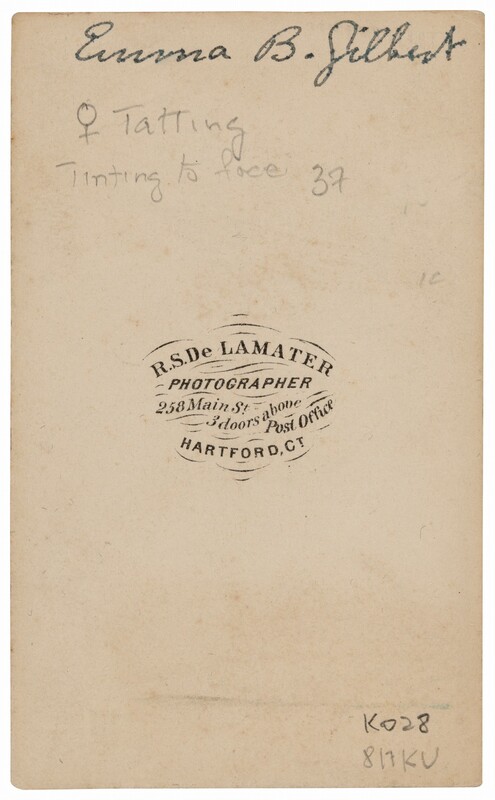 Emma B. Gilbert
♀ Tatting
Tinting to face 37
R.S.De LAMATER
PHOTOGRAPHER
258 Main St
3 doors above
Post Office
HARTFORD, CT
K028